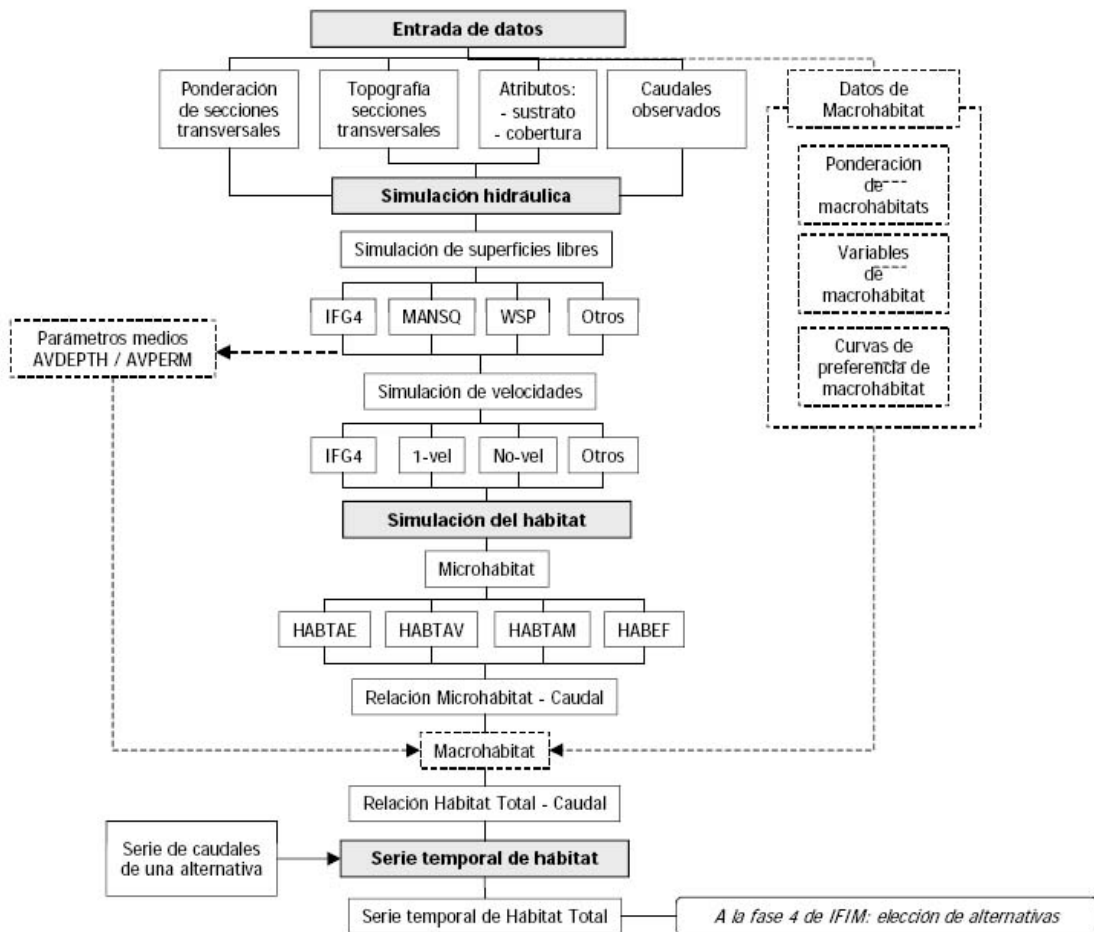 Entrada de datos
Ponderación
de secciones
transversales
Topografía
secciones
transversales
Atributos:
- sustrato
- cobertura
Caudales
observados
Datos de
Macrohábitat
Ponderación
de
macrohábitats
Variables
de
macrohábitat
Curvas de
preferencia de
macrohábitat
Simulación hidráulica
Simulación de superficies libres
IFG4
MANSQ
WSP
Otros
Parámetros medios
AVDEPTH / AVPERM
Simulación de velocidades
IFG4
1-vel
No-vel
Otros
Simulación del hábitat
Microhábitat
HABTAE
HABTAV
HABTAM
HABEF
Relación Microhábitat - Caudal
Macrohábitat
Relación Hábitat Total - Caudal
Serie de caudales
de una alternativa
Serie temporal de hábitat
Serie temporal de Hábitat Total
A la fase 4 de IFIM: elección de alternativas